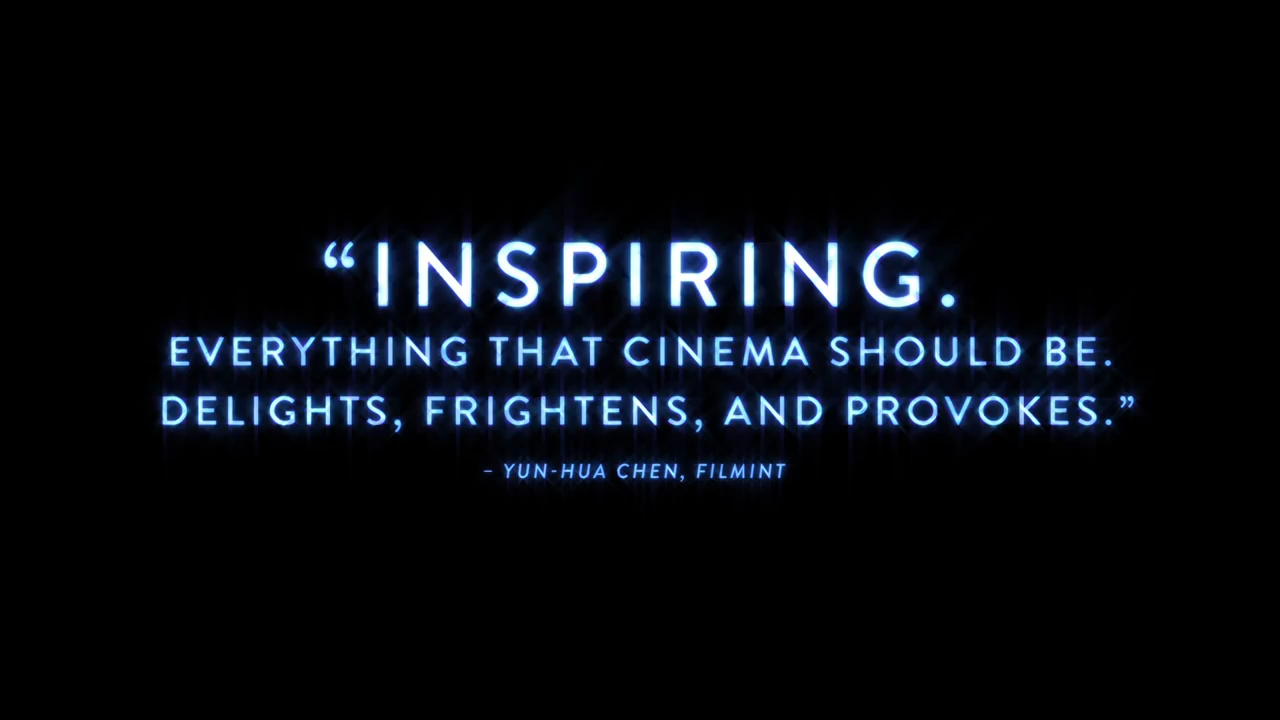 “INSPIRING.
EVERYTHING THAT CINEMA SHOULD BE.
DELIGHTS, FRIGHTENS, AND PROVOKES.”
– YUN-HUA CHEN, FILMINT